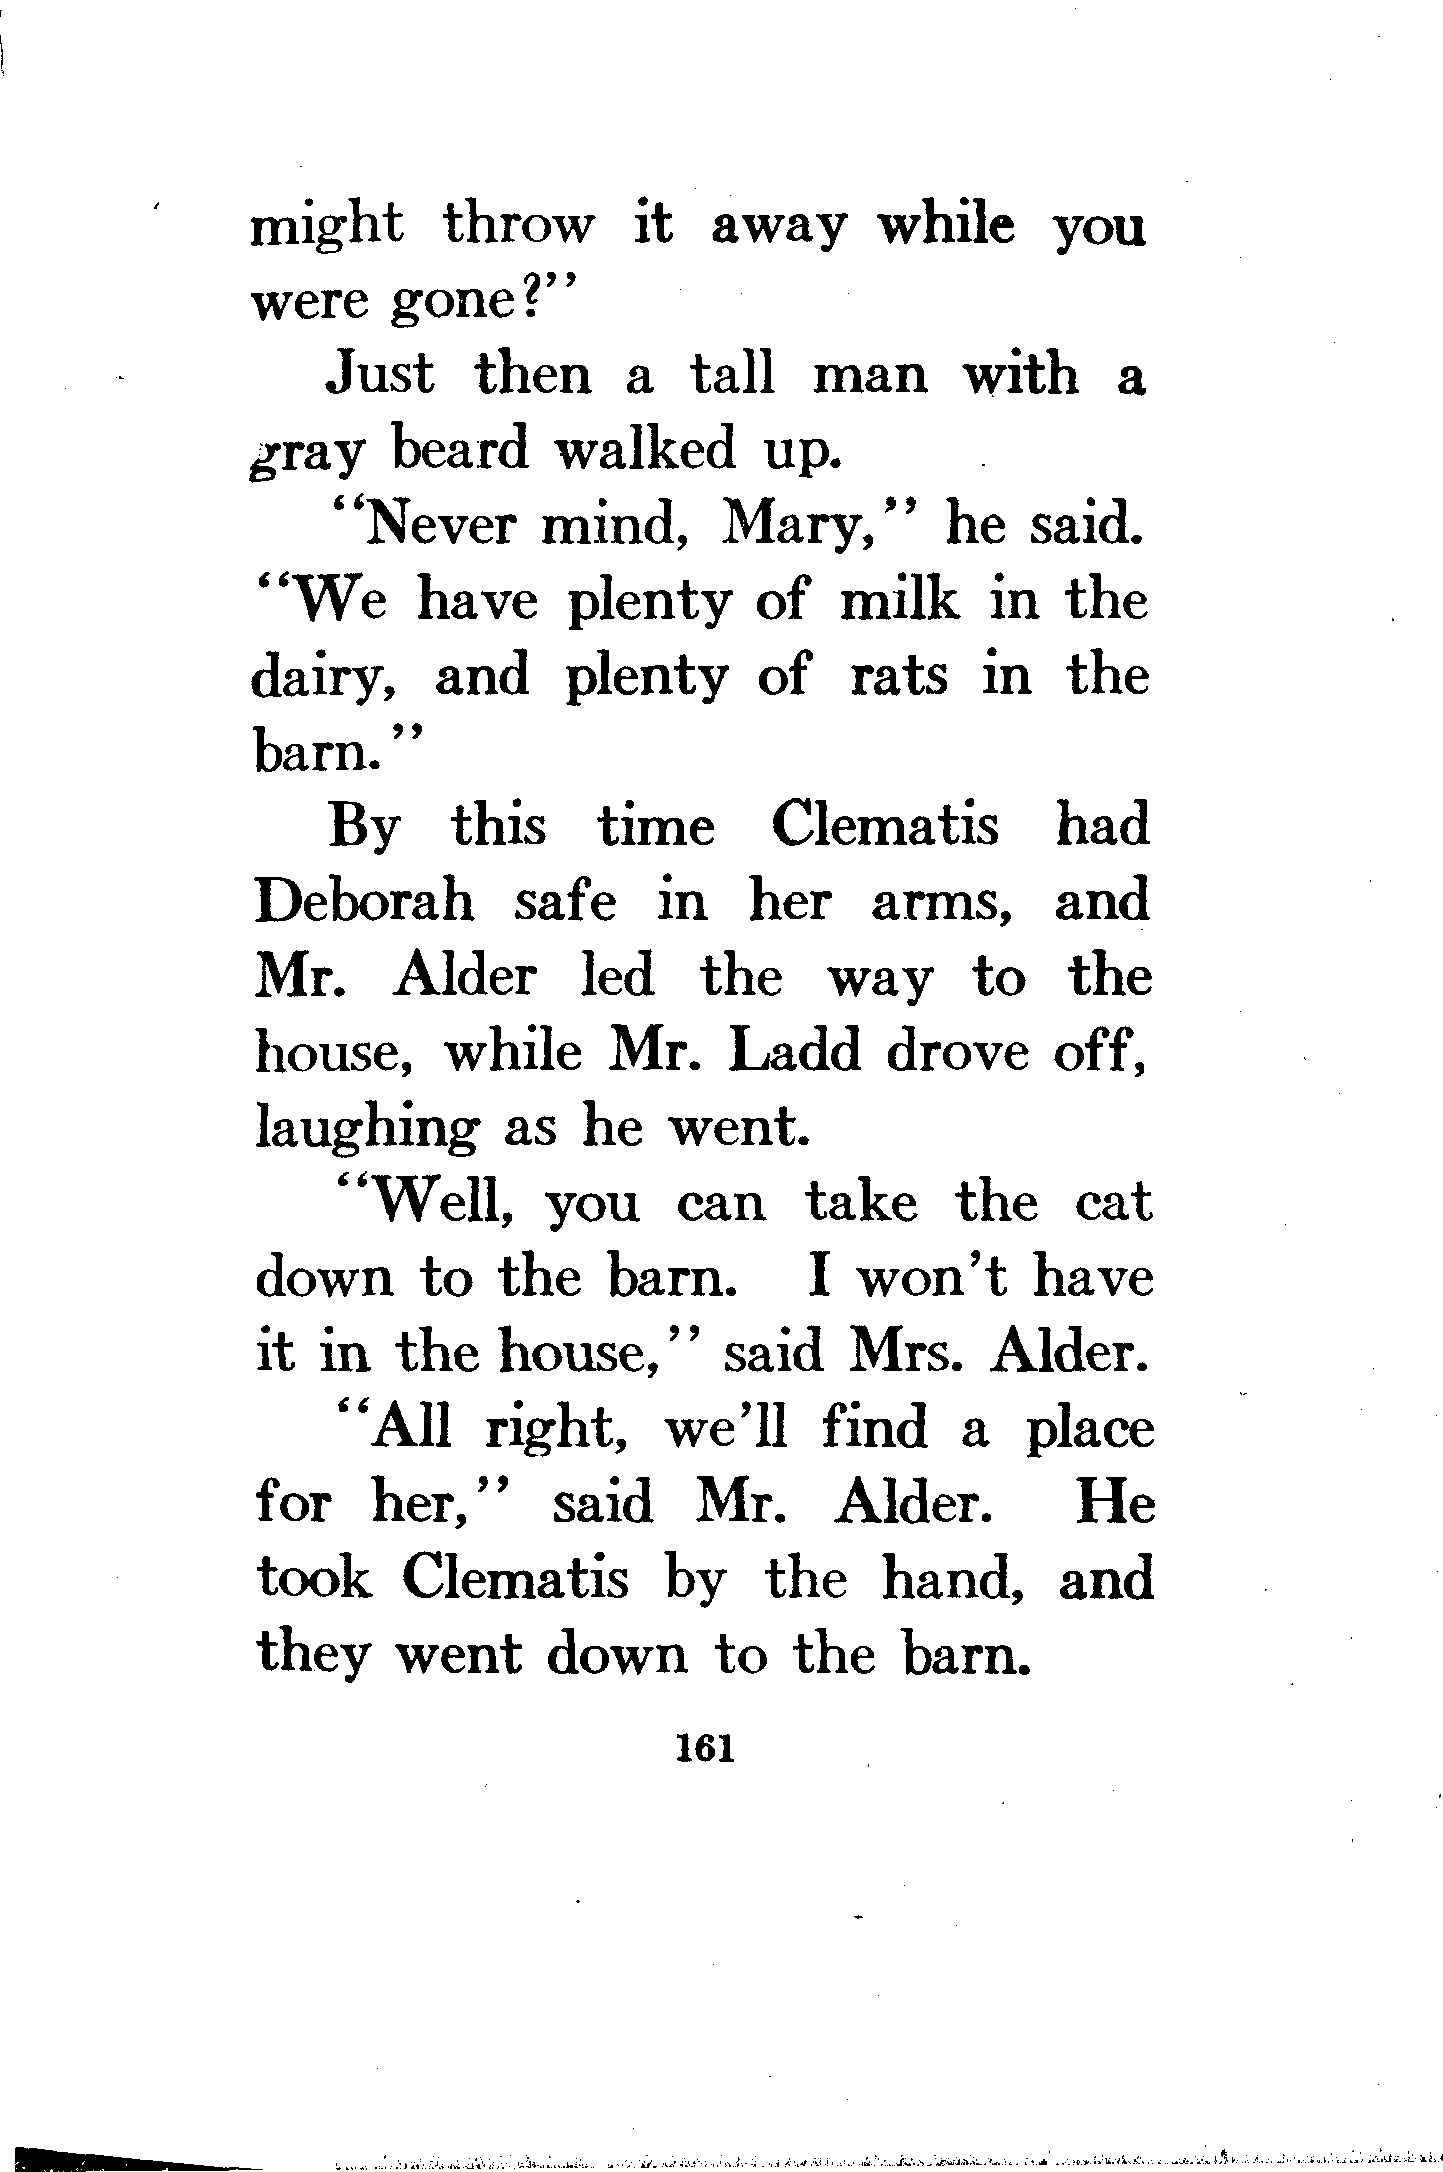 might throw it away while you
were gone?"
Just then a tall man with a
gray beard walked up.
"Never mind, Mary," he said.
"We have plenty of milk in the
dairy, and plenty of rats in the
barn."
By this time Clematis had
Deborah safe in her arms, and
Mr. Alder led the way to the
house, while Mr. Ladd drove off,
laughing as he went.
"Well, you can take the cat
down to the barn. I won't have
it in the house," said Mrs. Alder.
"All right, we'll find a place
for her," said Mr. Alder. He
took Clematis by the hand, and
they went down to the barn.
161